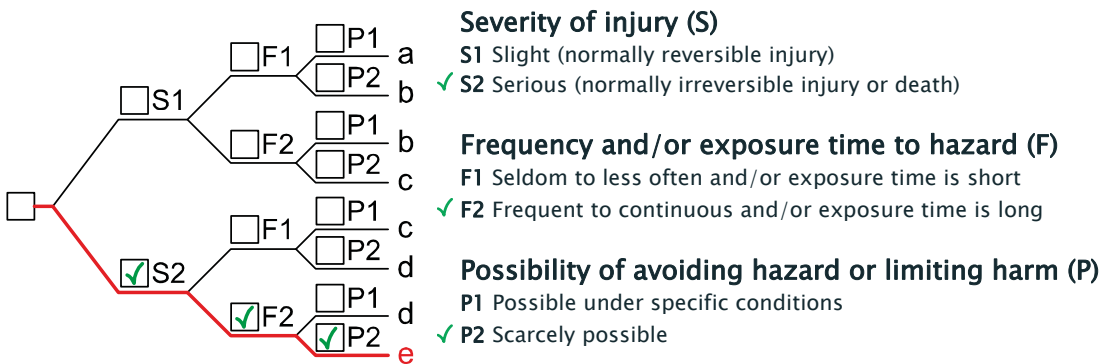 S1
F1
P1
a
P2
b
F2
P1
b
P2
c
S2
F1
P1
c
P2
d
F2
P1
d
P2
e
Severity of injury (S)
S1 Slight (normally reversible injury)
S2 Serious (normally irreversible injury or death)
Frequency and/or exposure time to hazard (F)
F1 Seldom to less often and/or exposure time is short
F2 Frequent to continuous and/or exposure time is long
Possibility of avoiding hazard or limiting harm (P)
P1 Possible under specific conditions
P2 Scarcely possible